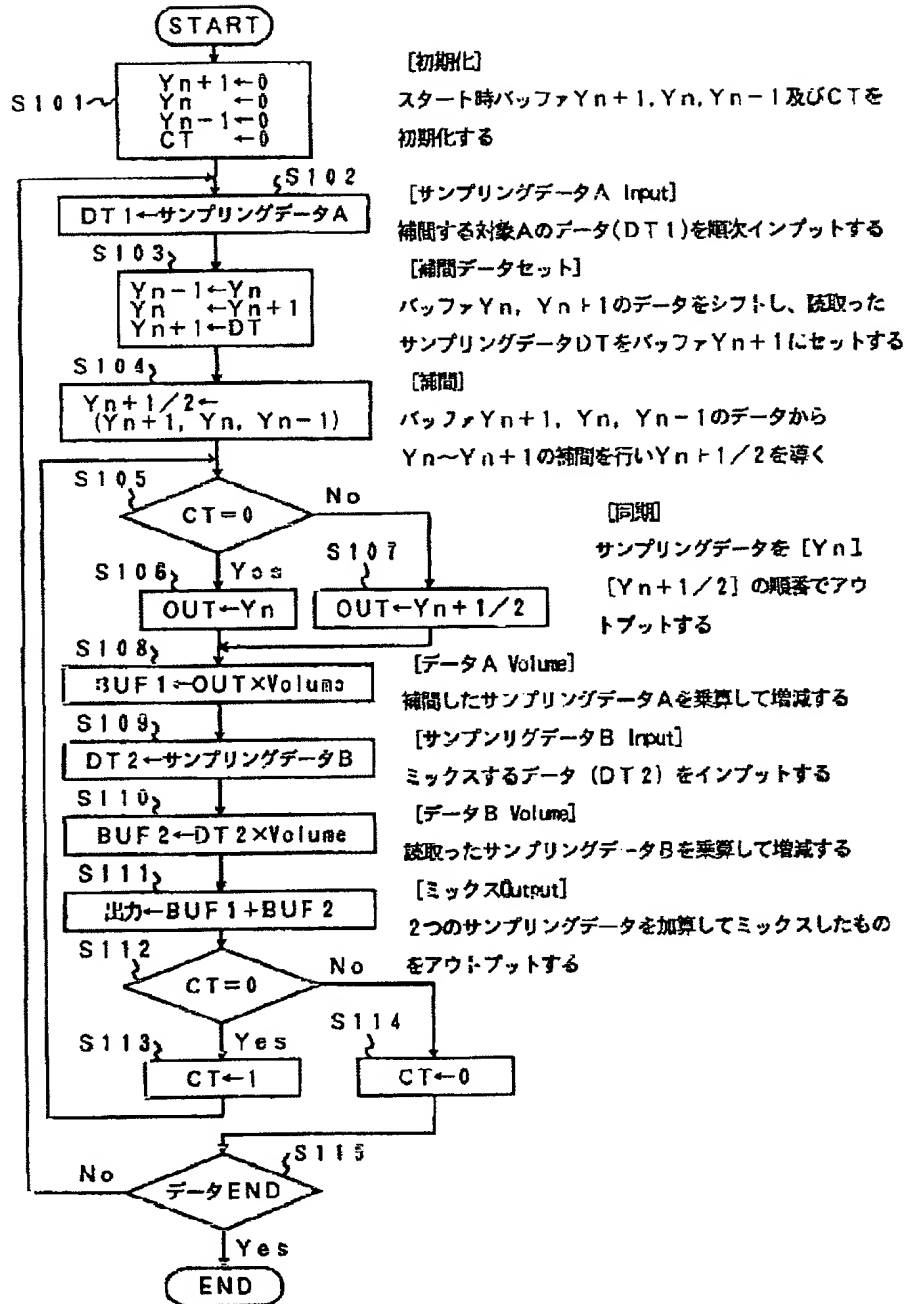 START
S101
Yn+1←0
Yn ←0
Yn-1←0
CT ←0
[初期化]
スタート時バッファYn+1,Yn,Yn-1及びCTを
初期化する
S102
DT1←サンプリングデータA
[サンプリングデータA Input]
補間する対象Aのデータ(DT1)を順次インプットする
S103
Yn-1←Yn
Yn ←Yn+1
Yn+1←DT
[補間データセット]
バッファYn, Yn+1のデータをシフトし、読取った
サンプリングデータDTをバッファYn+1にセットする
S104
Yn+1/2←
(Yn+1, Yn, Yn-1)
[補間]
バッファYn+1, Yn, Yn-1のデータから
Yn〜Yn+1の補間を行いYn+1/2を導く
S105
CT=0
No
Yes
S106
OUT←Yn
S107
OUT←Yn+1/2
[同期]
サンプリングデータを [Yn]
[Yn+1/2] の順番でアウ
トプットする
S108
BUF1←OUT×Volume
[データA Volume]
補間したサンプリングデータAを乗算して増減する
S109
DT2←サンプリングデータB
[サンプンリグデータB Input]
ミックスするデータ (DT2) をインプットする
S110
BUF2←DT2×Volume
[データB Volume]
読取ったサンプリングデータBを乗算して増減する
S111
出力←BUF1+BUF2
[ミックスOutput]
2つのサンプリングデータを加算してミックスしたもの
をアウトプットする
S112
CT=0
No
Yes
S113
CT←1
S114
CT←0
S115
データEND
No
Yes
END